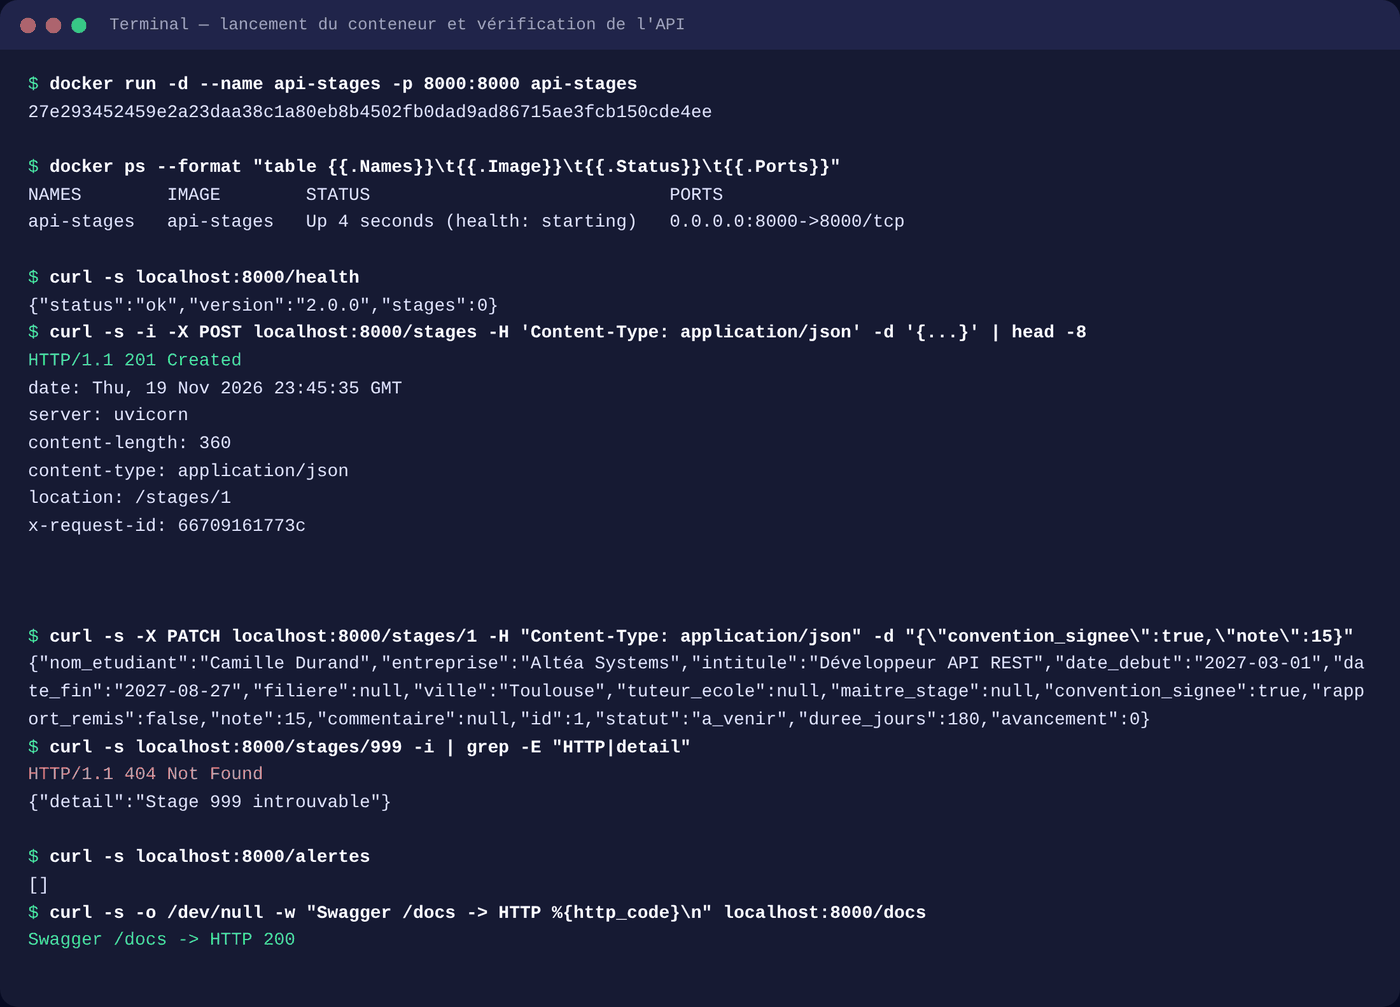 Terminal — lancement du conteneur et vérification de l'API
$ docker run -d --name api-stages -p 8000:8000 api-stages
27e293452459e2a23daa38c1a80eb8b4502fb0dad9ad86715ae3fcb150cde4ee
$ docker ps --format "table {{.Names}}\t{{.Image}}\t{{.Status}}\t{{.Ports}}"
NAMES        IMAGE        STATUS                            PORTS
api-stages   api-stages   Up 4 seconds (health: starting)   0.0.0.0:8000->8000/tcp
$ curl -s localhost:8000/health
{"status":"ok","version":"2.0.0","stages":0}
$ curl -s -i -X POST localhost:8000/stages -H 'Content-Type: application/json' -d '{...}' | head -8
HTTP/1.1 201 Created
date: Thu, 19 Nov 2026 23:45:35 GMT
server: uvicorn
content-length: 360
content-type: application/json
location: /stages/1
x-request-id: 66709161773c
$ curl -s -X PATCH localhost:8000/stages/1 -H "Content-Type: application/json" -d "{\"convention_signee\":true,\"note\":15}"
{"nom_etudiant":"Camille Durand","entreprise":"Altéa Systems","intitule":"Développeur API REST","date_debut":"2027-03-01","da
te_fin":"2027-08-27","filiere":null,"ville":"Toulouse","tuteur_ecole":null,"maitre_stage":null,"convention_signee":true,"rapp
ort_remis":false,"note":15,"commentaire":null,"id":1,"statut":"a_venir","duree_jours":180,"avancement":0}
$ curl -s localhost:8000/stages/999 -i | grep -E "HTTP|detail"
HTTP/1.1 404 Not Found
{"detail":"Stage 999 introuvable"}
$ curl -s localhost:8000/alertes
[]
$ curl -s -o /dev/null -w "Swagger /docs -> HTTP %{http_code}\n" localhost:8000/docs
Swagger /docs -> HTTP 200